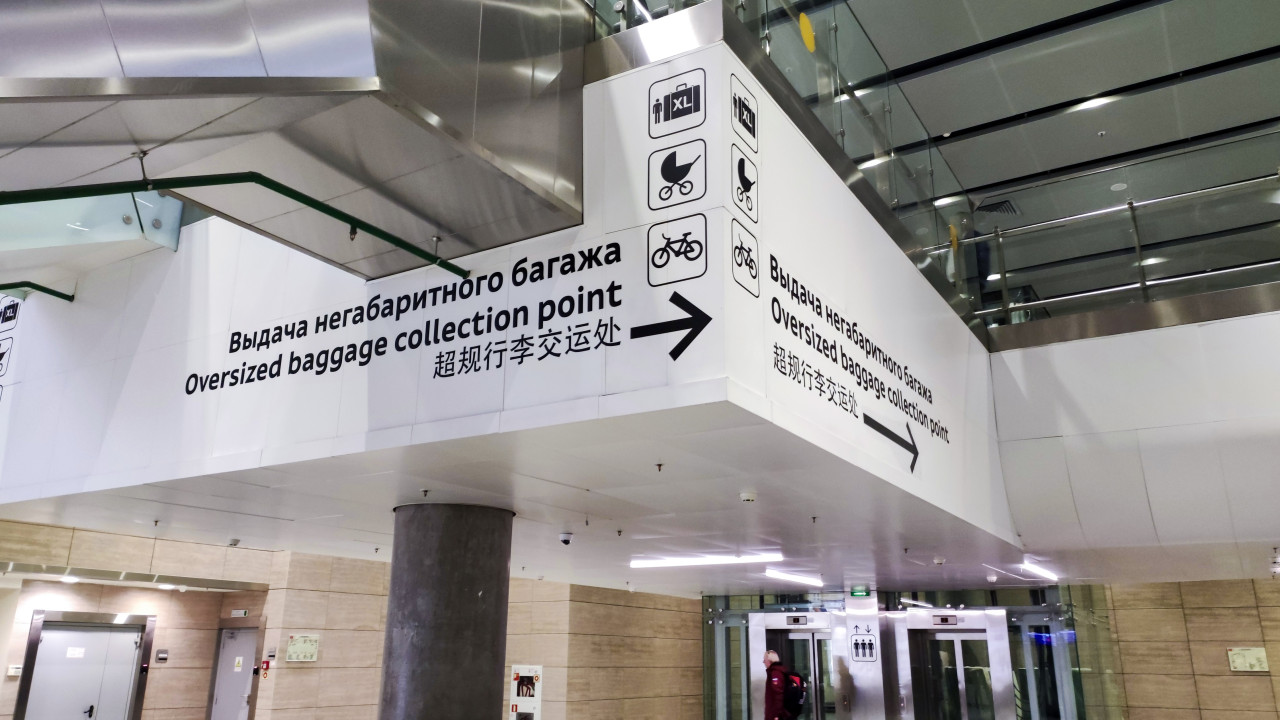 XL
Выдача негабаритного багажа
Oversized baggage collection point
超规行李交运处
XL
Выдача негабаритного багажа
Oversized baggage collection point
超规行李交运处
XL